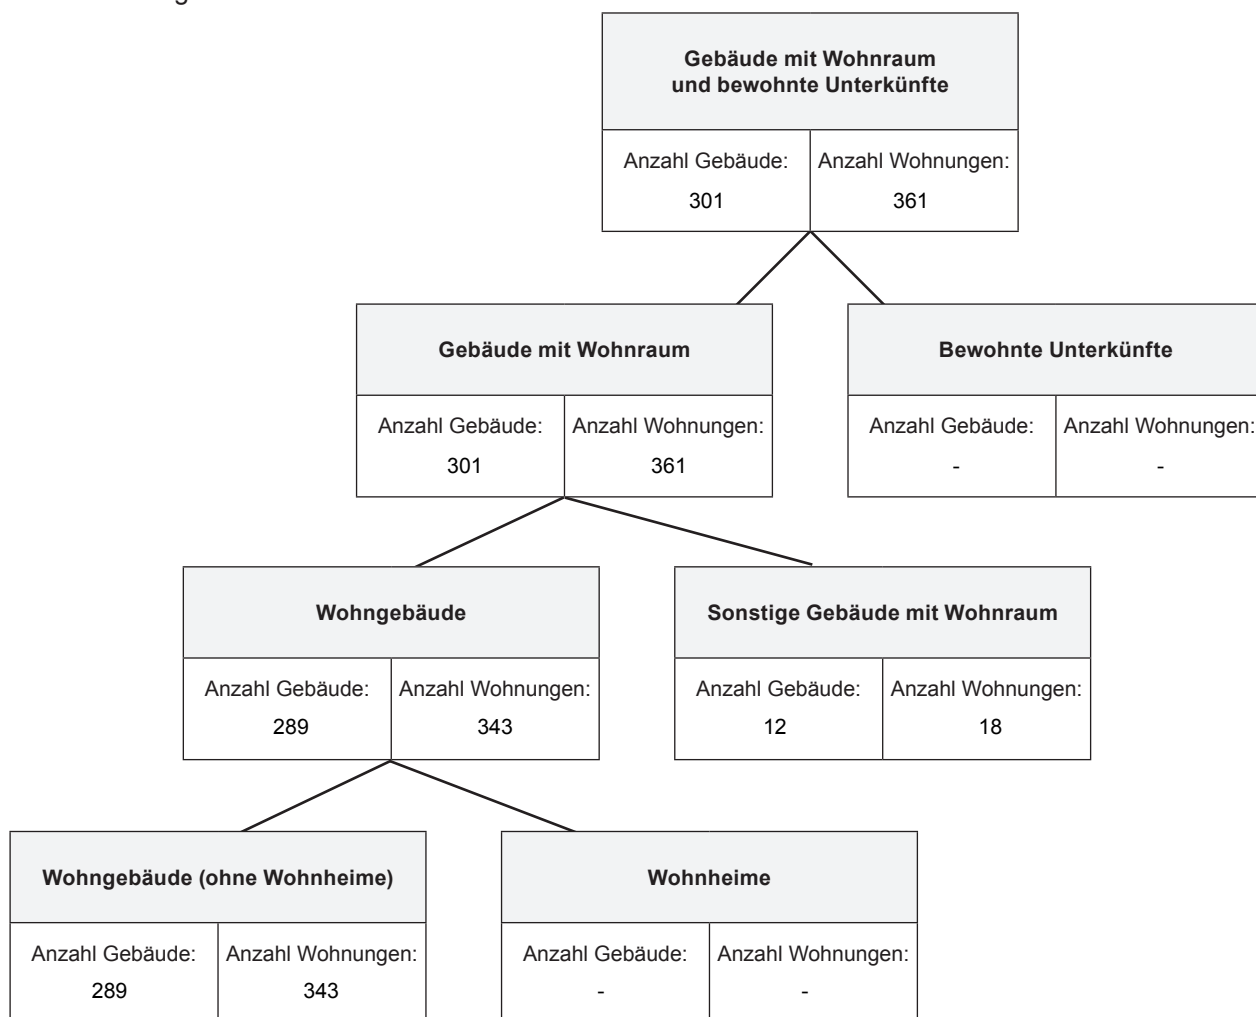 Gebäude mit Wohnraum
und bewohnte Unterkünfte
Anzahl Gebäude: Anzahl Wohnungen:
301 361
Gebäude mit Wohnraum
Anzahl Gebäude: Anzahl Wohnungen:
301 361
Bewohnte Unterkünfte
Anzahl Gebäude: Anzahl Wohnungen:
- -
Wohngebäude
Anzahl Gebäude: Anzahl Wohnungen:
289 343
Sonstige Gebäude mit Wohnraum
Anzahl Gebäude: Anzahl Wohnungen:
12 18
Wohngebäude (ohne Wohnheime)
Anzahl Gebäude: Anzahl Wohnungen:
289 343
Wohnheime
Anzahl Gebäude: Anzahl Wohnungen:
- -